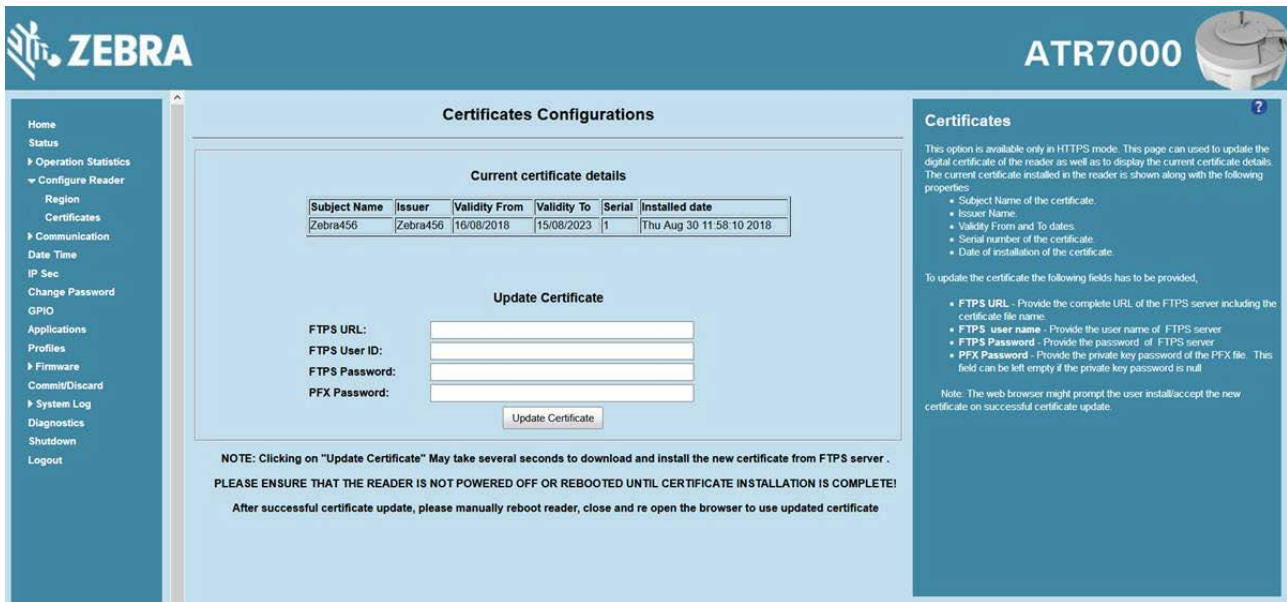 ZEBRA
ATR7000
Home
Status
Operation Statistics
Configure Reader
Region
Certificates
Communication
Date Time
IP Sec
Change Password
GPIO
Applications
Profiles
Firmware
Commit/Discard
System Log
Diagnostics
Shutdown
Logout
Certificates Configurations
Current certificate details
Subject Name Issuer Validity From Validity To Serial Installed date
Zebra456 Zebra456 16/08/2018 15/08/2023 1 Thu Aug 30 11:58:10 2018
Update Certificate
FTPS URL:
FTPS User ID:
FTPS Password:
PFX Password:
Update Certificate
NOTE: Clicking on "Update Certificate" May take several seconds to download and install the new certificate from FTPS server .
PLEASE ENSURE THAT THE READER IS NOT POWERED OFF OR REBOOTED UNTIL CERTIFICATE INSTALLATION IS COMPLETE!
After successful certificate update, please manually reboot reader, close and re open the browser to use updated certificate
?
Certificates
This option is available only in HTTPS mode. This page can used to update the
digital certificate of the reader as well as to display the current certificate details.
The current certificate installed in the reader is shown along with the following
properties
• Subject Name of the certificate.
• Issuer Name.
• Validity From and To dates.
• Serial number of the certificate.
• Date of installation of the certificate.
To update the certificate the following fields has to be provided,
• FTPS URL - Provide the complete URL of the FTPS server including the
certificate file name.
• FTPS user name - Provide the user name of FTPS server
• FTPS Password - Provide the password of FTPS server
• PFX Password - Provide the private key password of the PFX file. This
field can be left empty if the private key password is null
Note: The web browser might prompt the user install/accept the new
certificate on successful certificate update.